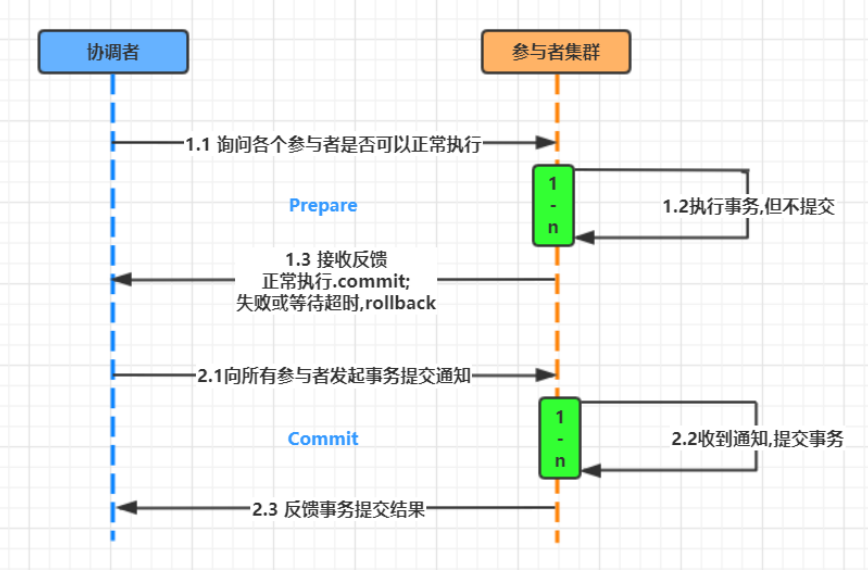 协调者
参与者集群
1.1 询问各个参与者是否可以正常执行
1
-
n
Prepare
1.2执行事务,但不提交
1.3 接收反馈
正常执行.commit;
失败或等待超时,rollback
2.1向所有参与者发起事务提交通知
1
-
n
Commit
2.2收到通知,提交事务
2.3 反馈事务提交结果